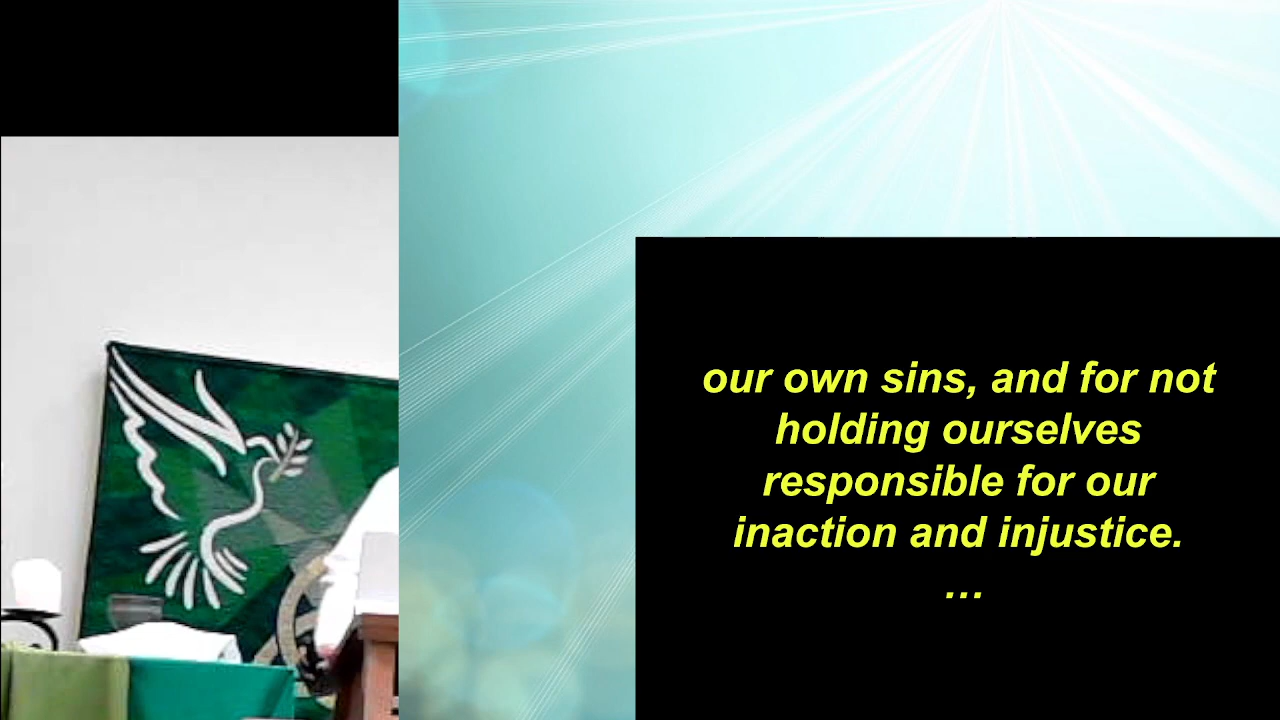 our own sins, and for not
holding ourselves
responsible for our
inaction and injustice.
…